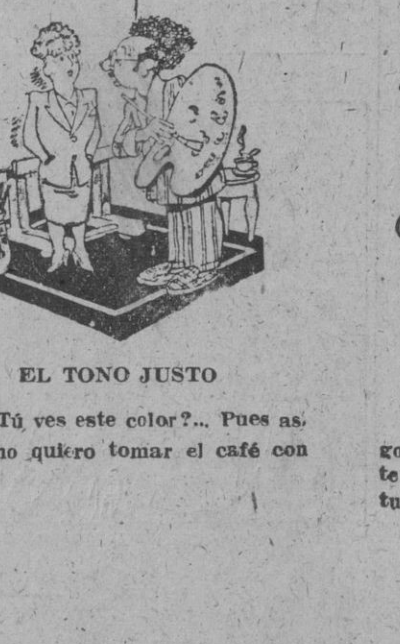 EL TONO JUSTO
Tú ves este color?... Pues as.
no quiero tomar el café con
go
te
tu